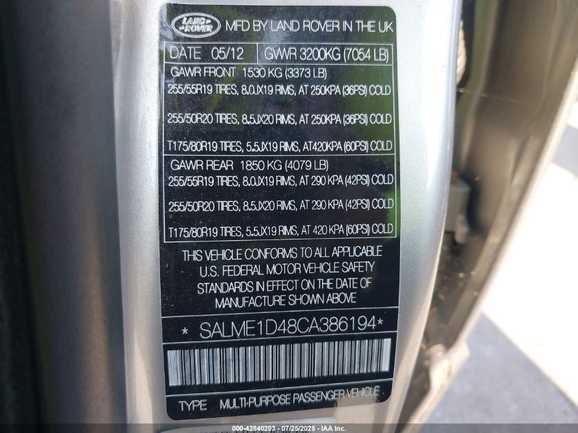 LAND
ROVER
MFD BY LAND ROVER IN THE UK
DATE 05/12 GVWR 3200KG (7054 LB)
GAWR FRONT 1530 KG (3373 LB)
255/55R19 TIRES, 8.0JX19 RIMS, AT 250KPA (36PSI) COLD
255/50R20 TIRES, 8.5JX20 RIMS, AT 250KPA (36PSI) COLD
T175/80R19 TIRES, 5.5JX19 RIMS, AT420KPA (60PSI) COLD
GAWR REAR 1850 KG (4079 LB)
255/55R19 TIRES, 8.0JX19 RIMS, AT 290 KPA (42PSI) COLD
255/50R20 TIRES, 8.5JX20 RIMS, AT 290 KPA (42PSI) COLD
T175/80R19 TIRES, 5.5JX19 RIMS, AT 420 KPA (60PSI) COLD
THIS VEHICLE CONFORMS TO ALL APPLICABLE
U.S. FEDERAL MOTOR VEHICLE SAFETY
STANDARDS IN EFFECT ON THE DATE OF
MANUFACTURE SHOWN ABOVE
* SALME1D48CA386194 *
TYPE MULTI-PURPOSE PASSENGER VEHICLE
000-42840293 - 07/25/2025 - IAA, Inc.